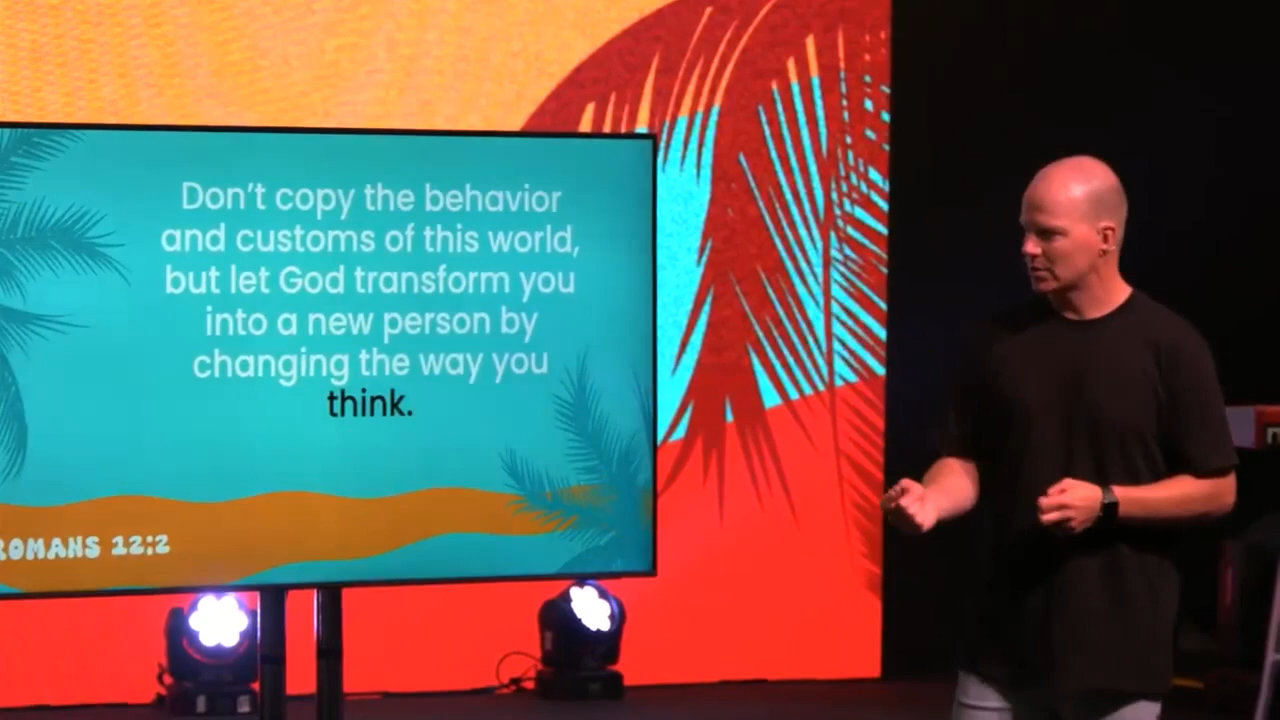 Don't copy the behavior
and customs of this world,
but let God transform you
into a new person by
changing the way you
think.
ROMANS 12:2